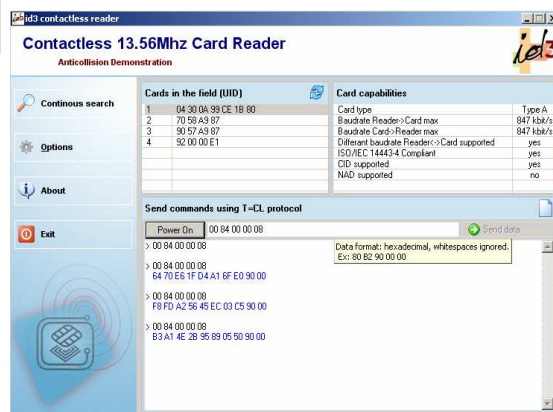 id3 contactless reader
Contactless 13.56Mhz Card Reader
Anticollision Demonstration
id3
Continous search
Options
About
Exit
Cards in the field (UID)
1 04 30 0A 99 CE 1B 80
2 70 58 A9 87
3 90 57 A9 87
4 92 00 00 E1
Card capabilities
Card type Type A
Baudrate Reader->Card max 847 kbit/s
Baudrate Card->Reader max 847 kbit/s
Differant baudrate Reader<->Card supported yes
ISO/IEC 14443-4 Compliant yes
CID supported yes
NAD supported no
Send commands using T=CL protocol
Power On 00 84 00 00 08 Send data
Data format: hexadecimal, whitespaces ignored.
Ex: 80 B2 90 00 00
> 00 84 00 00 08
> 00 84 00 00 08
64 70 E6 1F D4 A1 6F E0 90 00
> 00 84 00 00 08
F8 FD A2 56 45 EC 03 C5 90 00
> 00 84 00 00 08
B3 A1 4E 2B 95 89 05 50 90 00